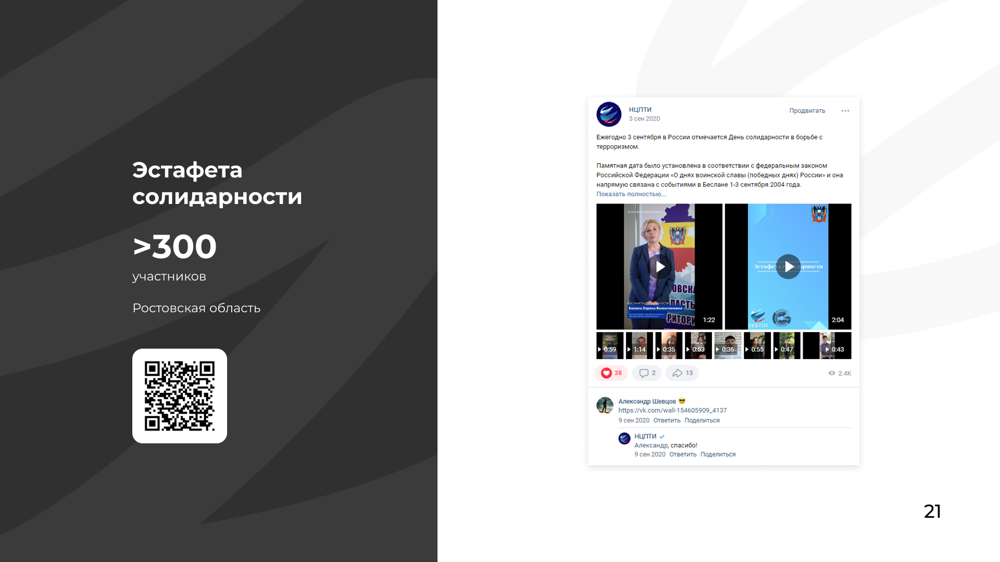 Эстафета
солидарности
>300
участников
Ростовская область
НЦПТИ
3 сен 2020
Продвигать
Ежегодно 3 сентября в России отмечается День солидарности в борьбе с
терроризмом.
Памятная дата было установлена в соответствии с федеральным законом
Российской Федерации «О днях воинской славы (победных днях) России» и она
напрямую связана с событиями в Беслане 1-3 сентября 2004 года.
Показать полностью...
#ЭСТАФЕТАСОЛИДАРНОСТИ
Балина Лариса Валентиновна
1:22
НЦПТИ
2:04
0:59
1:14
0:35
0:53
0:36
0:55
0:47
0:43
38
2
13
2.4K
Александр Шевцов 😎
https://vk.com/wall-154605909_4137
9 сен 2020 Ответить Поделиться
НЦПТИ
Александр, спасибо!
9 сен 2020 Ответить Поделиться
21